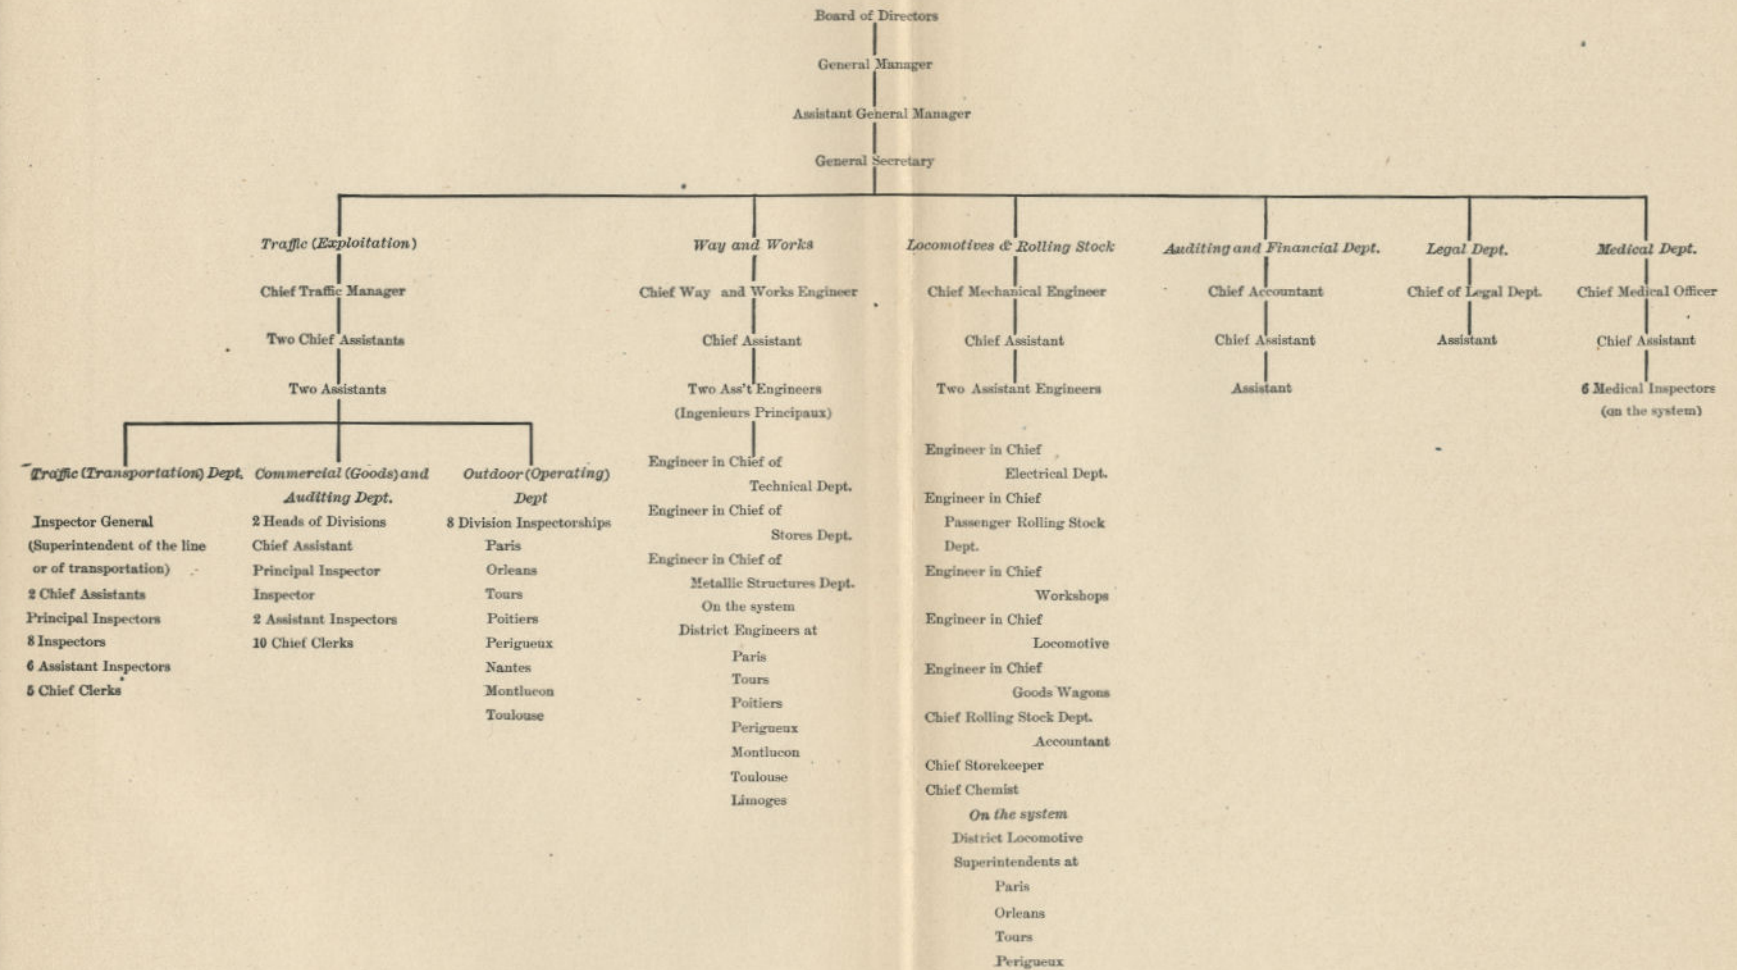 Board of Directors
General Manager
Assistant General Manager
General Secretary
Traffic (Exploitation)
Chief Traffic Manager
Two Chief Assistants
Two Assistants
Traffic (Transportation) Dept.
Inspector General
(Superintendent of the line
or of transportation)
2 Chief Assistants
Principal Inspectors
8 Inspectors
6 Assistant Inspectors
5 Chief Clerks
Commercial (Goods) and
Auditing Dept.
2 Heads of Divisions
Chief Assistant
Principal Inspector
Inspector
2 Assistant Inspectors
10 Chief Clerks
Outdoor (Operating)
Dept
8 Division Inspectorships
Paris
Orleans
Tours
Poitiers
Perigueux
Nantes
Montlucon
Toulouse
Way and Works
Chief Way and Works Engineer
Chief Assistant
Two Ass't Engineers
(Ingenieurs Principaux)
Engineer in Chief of
Technical Dept.
Engineer in Chief of
Stores Dept.
Engineer in Chief of
Metallic Structures Dept.
On the system
District Engineers at
Paris
Tours
Poitiers
Perigueux
Montlucon
Toulouse
Limoges
Locomotives & Rolling Stock
Chief Mechanical Engineer
Chief Assistant
Two Assistant Engineers
Engineer in Chief
Electrical Dept.
Engineer in Chief
Passenger Rolling Stock
Dept.
Engineer in Chief
Workshops
Engineer in Chief
Locomotive
Engineer in Chief
Goods Wagons
Chief Rolling Stock Dept.
Accountant
Chief Storekeeper
Chief Chemist
On the system
District Locomotive
Superintendents at
Paris
Orleans
Tours
Perigueux
Auditing and Financial Dept.
Chief Accountant
Chief Assistant
Assistant
Legal Dept.
Chief of Legal Dept.
Assistant
Medical Dept.
Chief Medical Officer
Chief Assistant
6 Medical Inspectors
(on the system)